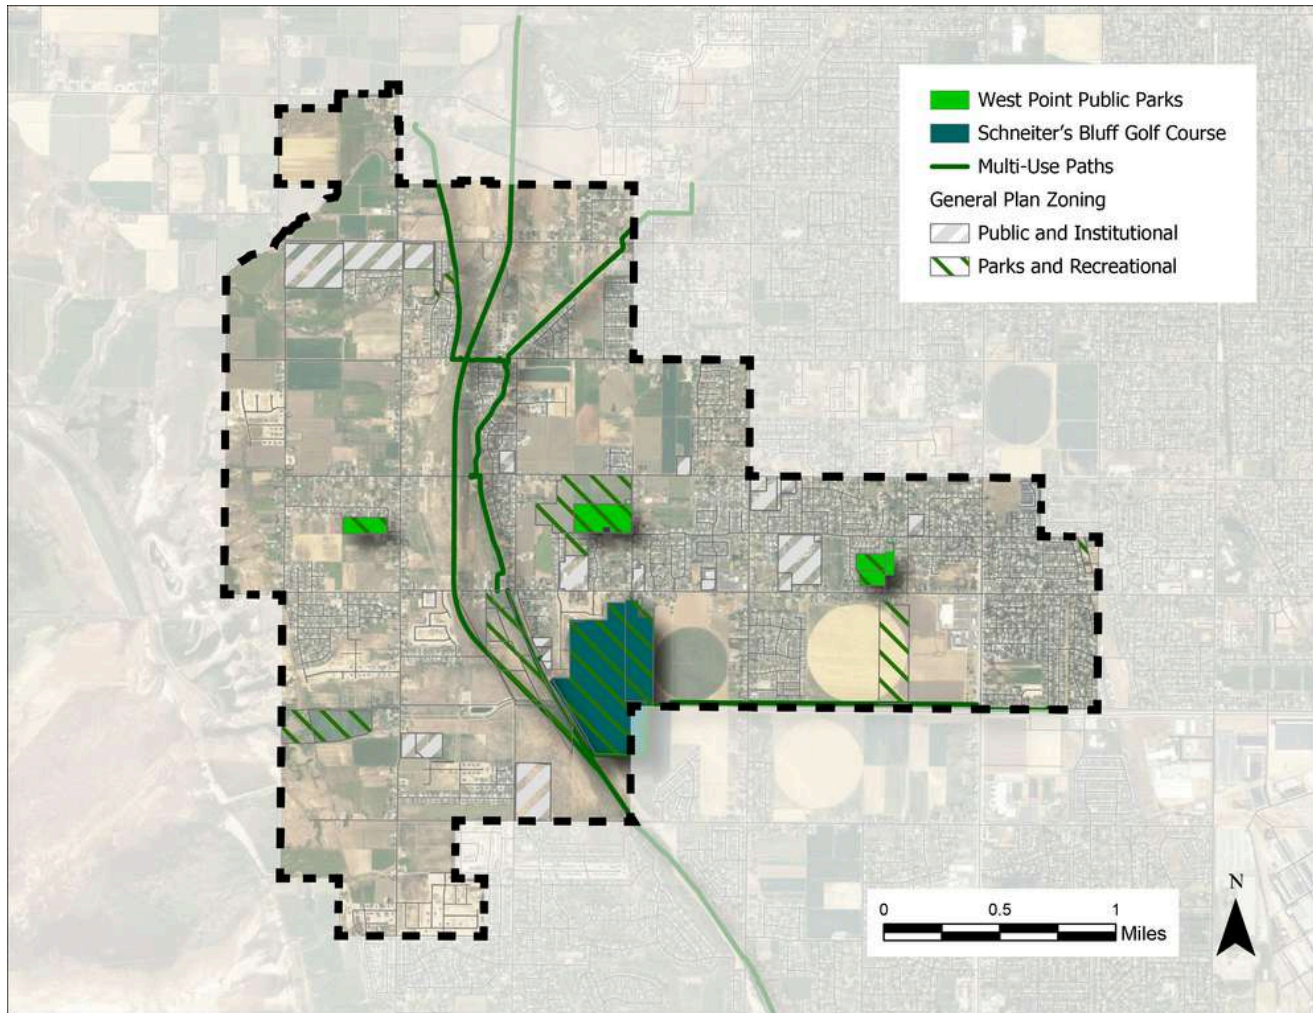 West Point Public Parks
Schneiter's Bluff Golf Course
Multi-Use Paths
General Plan Zoning
Public and Institutional
Parks and Recreational
N
0 0.5 1
Miles